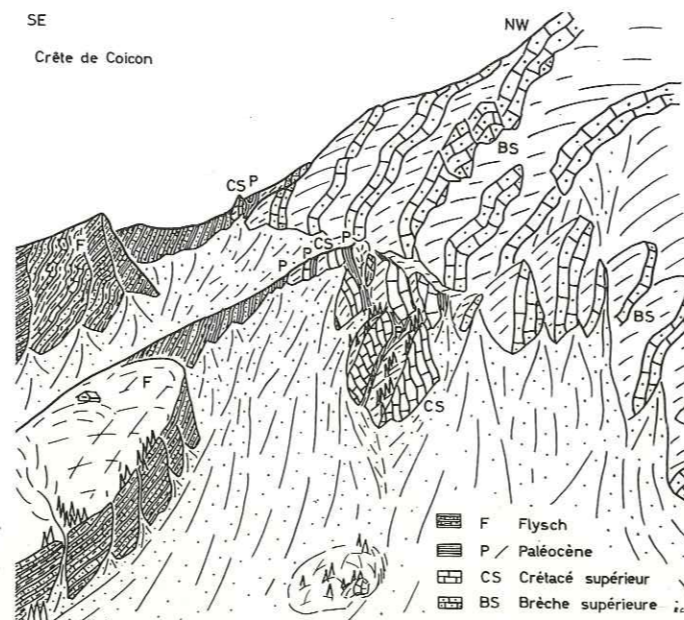 SE
NW
Crête de Coicon
BS
CS P
F
P P CS P
F
P
BS
CS
F Flysch
P Paléocène
CS Crétacé supérieur
BS Brèche supérieure